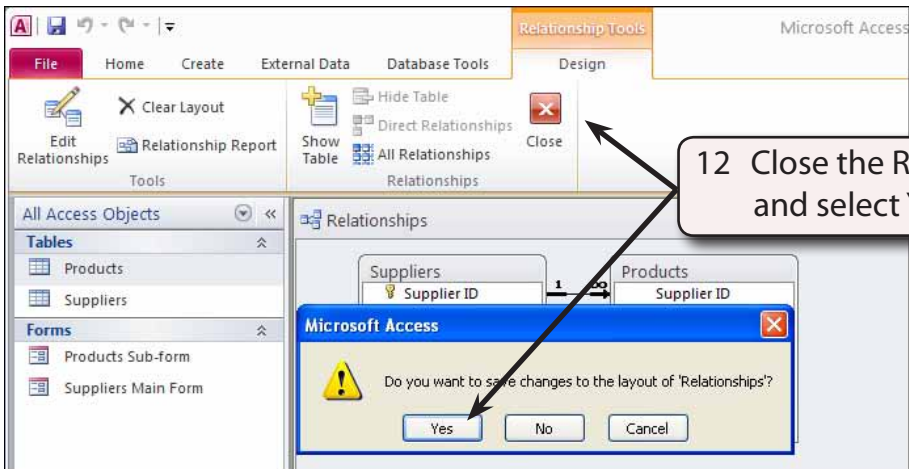 Relationship Tools
Microsoft Access
File Home Create External Data Database Tools Design
Edit Relationships
Clear Layout
Relationship Report
Tools
Show Table
Hide Table
Direct Relationships
All Relationships
Relationships
Close
12 Close the R
and select
All Access Objects
Tables
Products
Suppliers
Forms
Products Sub-form
Suppliers Main Form
Relationships
Suppliers
Supplier ID
1 ∞
Products
Supplier ID
Microsoft Access
Do you want to save changes to the layout of 'Relationships'?
Yes No Cancel